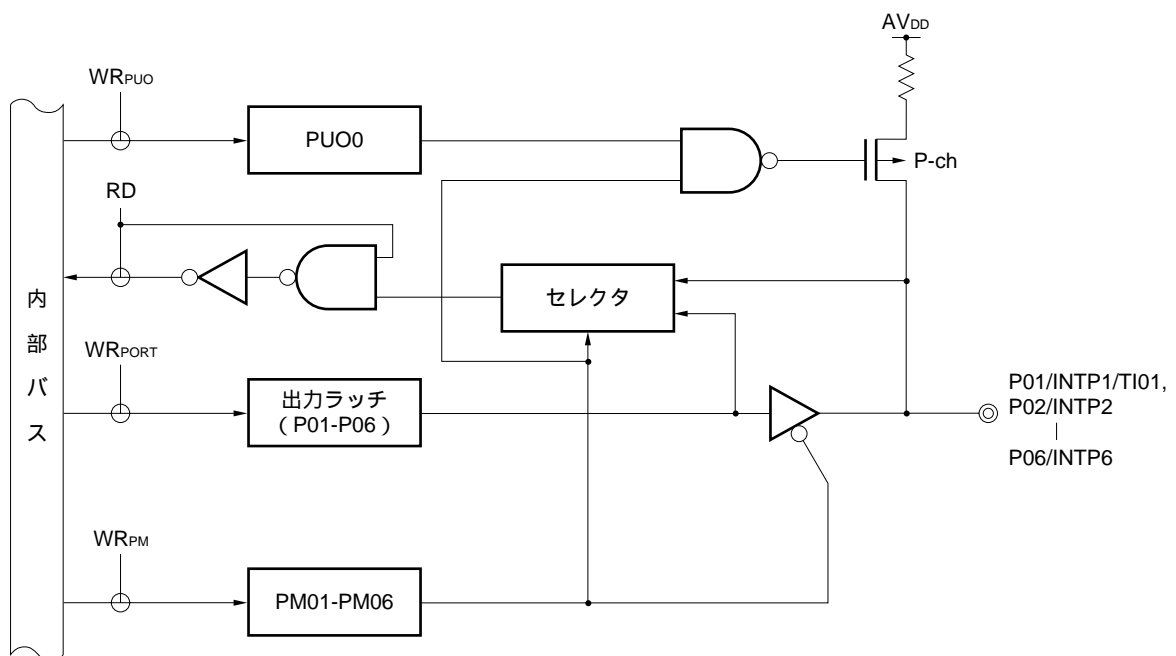 AVDD
WRPUO
PUO0
P-ch
RD
セレクタ
内部バス
WRPORT
出力ラッチ
（P01-P06）
P01/INTP1/TI01,
P02/INTP2
P06/INTP6
WRPM
PM01-PM06